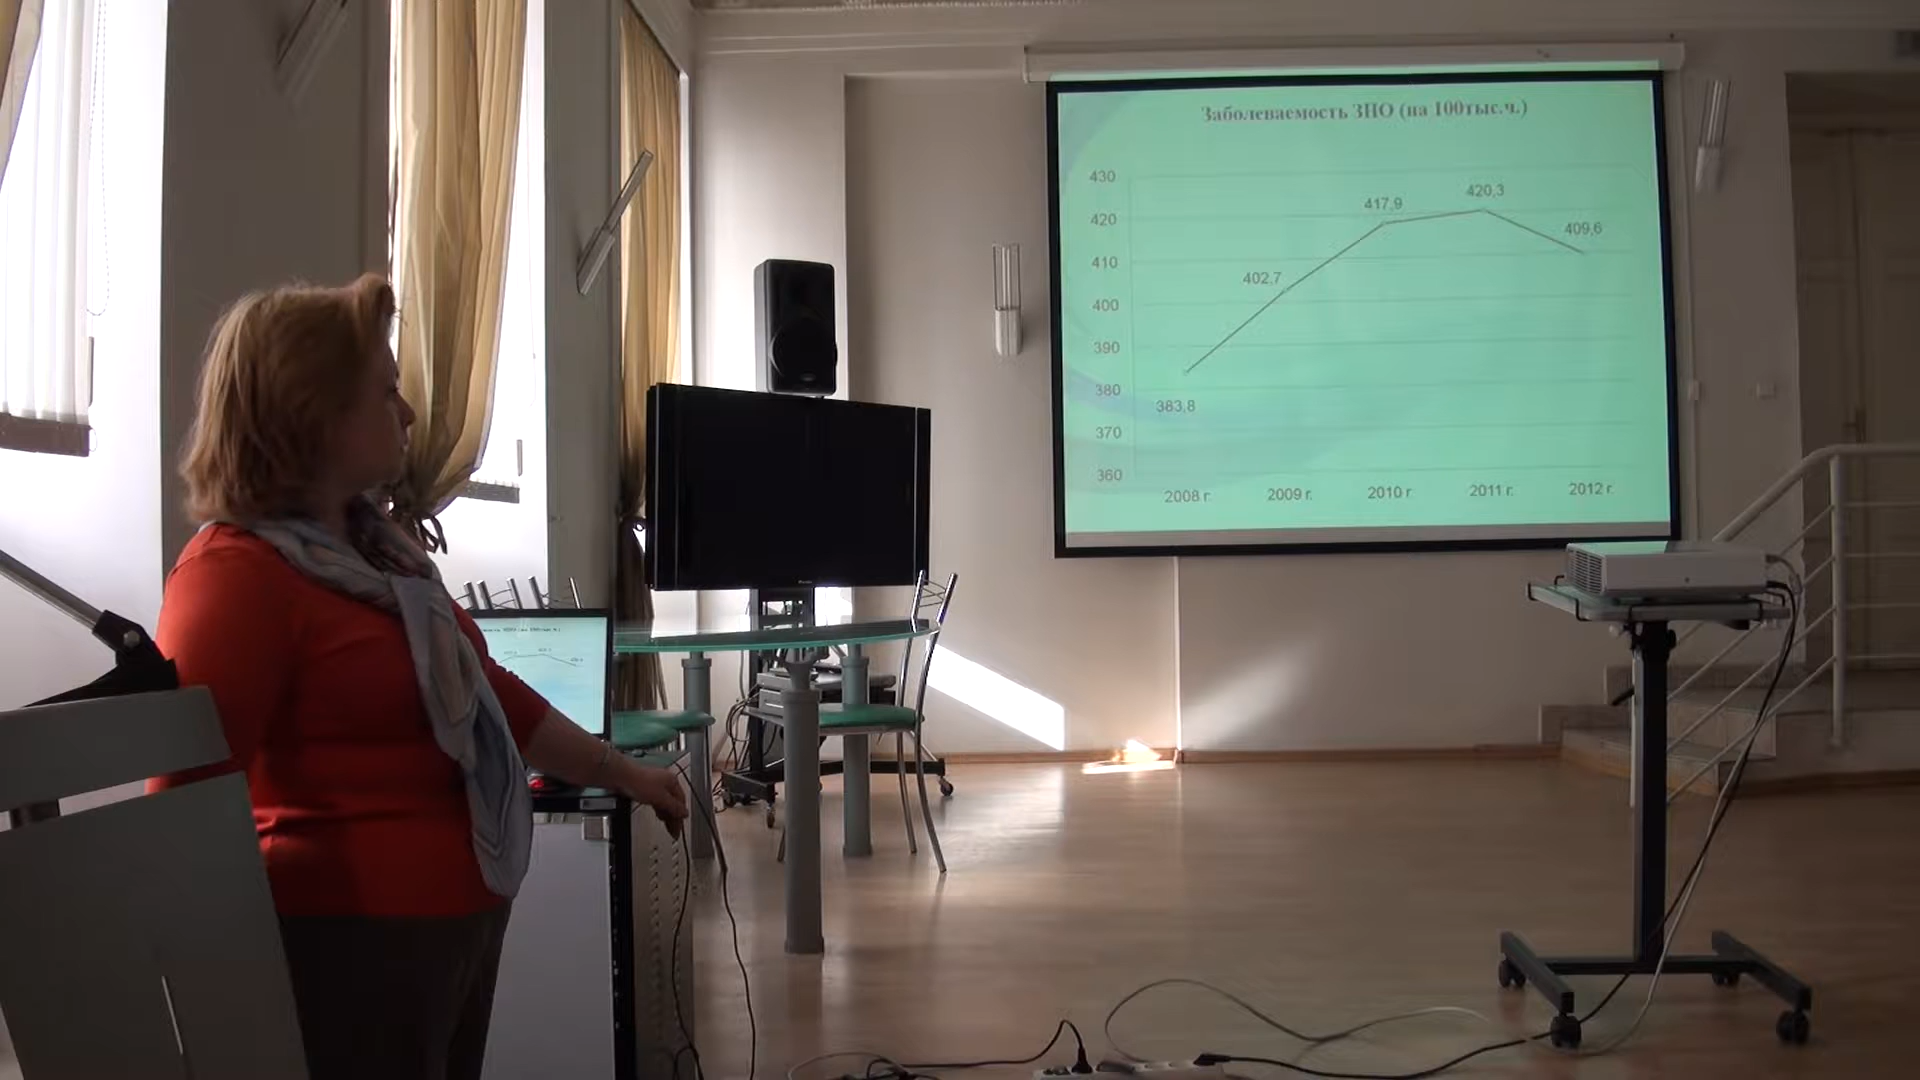 Заболеваемость ЗПО (на 100тыс.ч.)
430
420
410
400
390
380
370
360
383,8
402,7
417,9
420,3
409,6
2008 г.
2009 г.
2010 г.
2011 г.
2012 г.